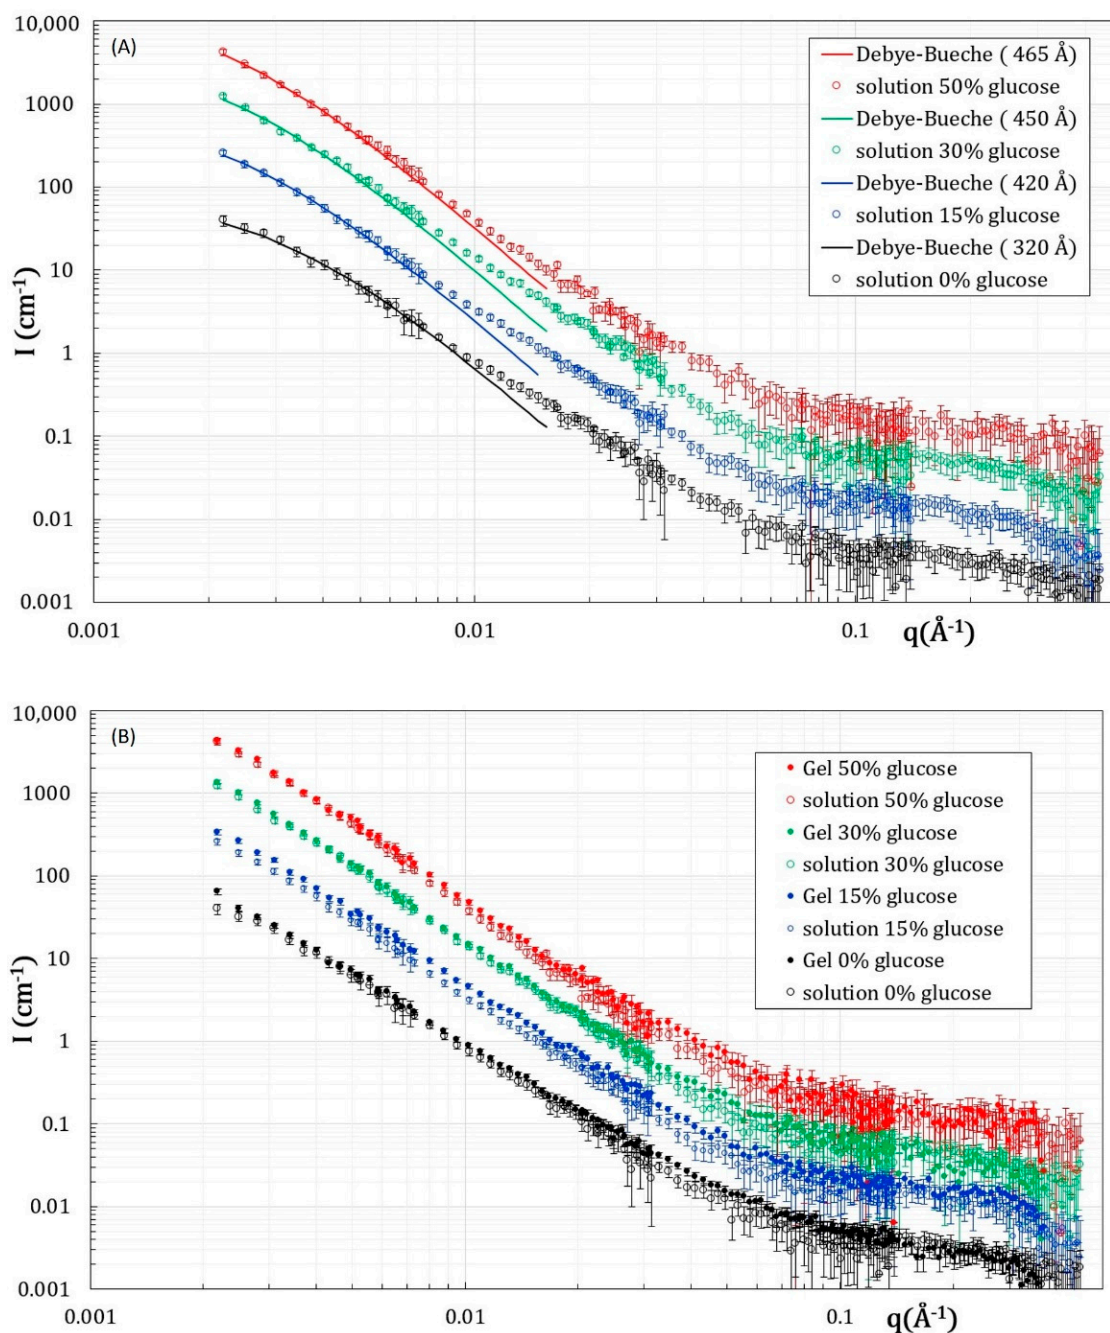 (A)
10,000
1000
100
10
1
0.1
0.01
0.001
I (cm-1)
Debye-Bueche ( 465 Å)
solution 50% glucose
Debye-Bueche ( 450 Å)
solution 30% glucose
Debye-Bueche ( 420 Å)
solution 15% glucose
Debye-Bueche ( 320 Å)
solution 0% glucose
0.001
0.01
0.1
q(Å-1)
(B)
10,000
1000
100
10
1
0.1
0.01
0.001
I (cm-1)
Gel 50% glucose
solution 50% glucose
Gel 30% glucose
solution 30% glucose
Gel 15% glucose
solution 15% glucose
Gel 0% glucose
solution 0% glucose
0.001
0.01
0.1
q(Å-1)